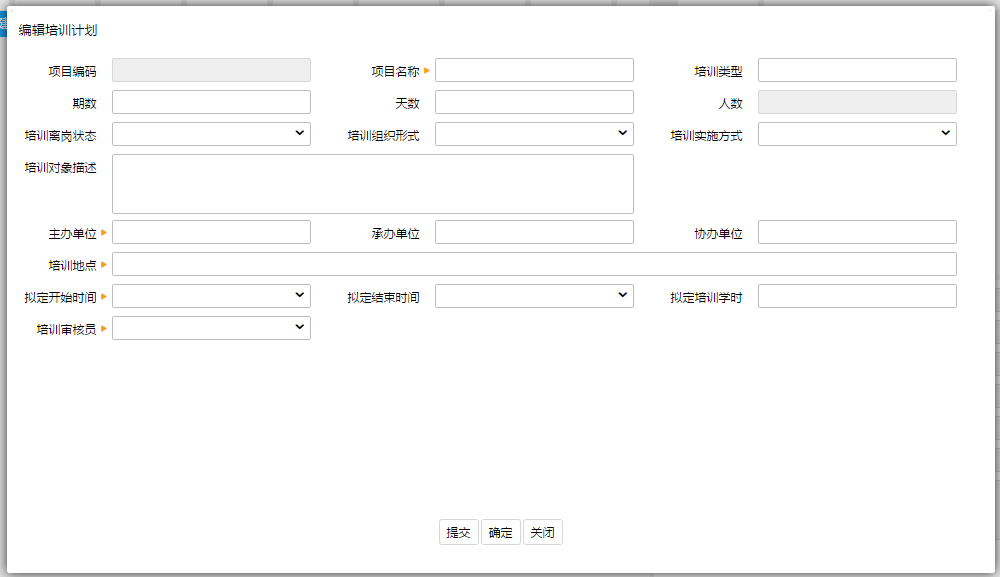 编辑培训计划
项目编码 项目名称 培训类型
期数 天数 人数
培训离岗状态 培训组织形式 培训实施方式
培训对象描述
主办单位 承办单位 协办单位
培训地点
拟定开始时间 拟定结束时间 拟定培训学时
培训审核员
提交 确定 关闭